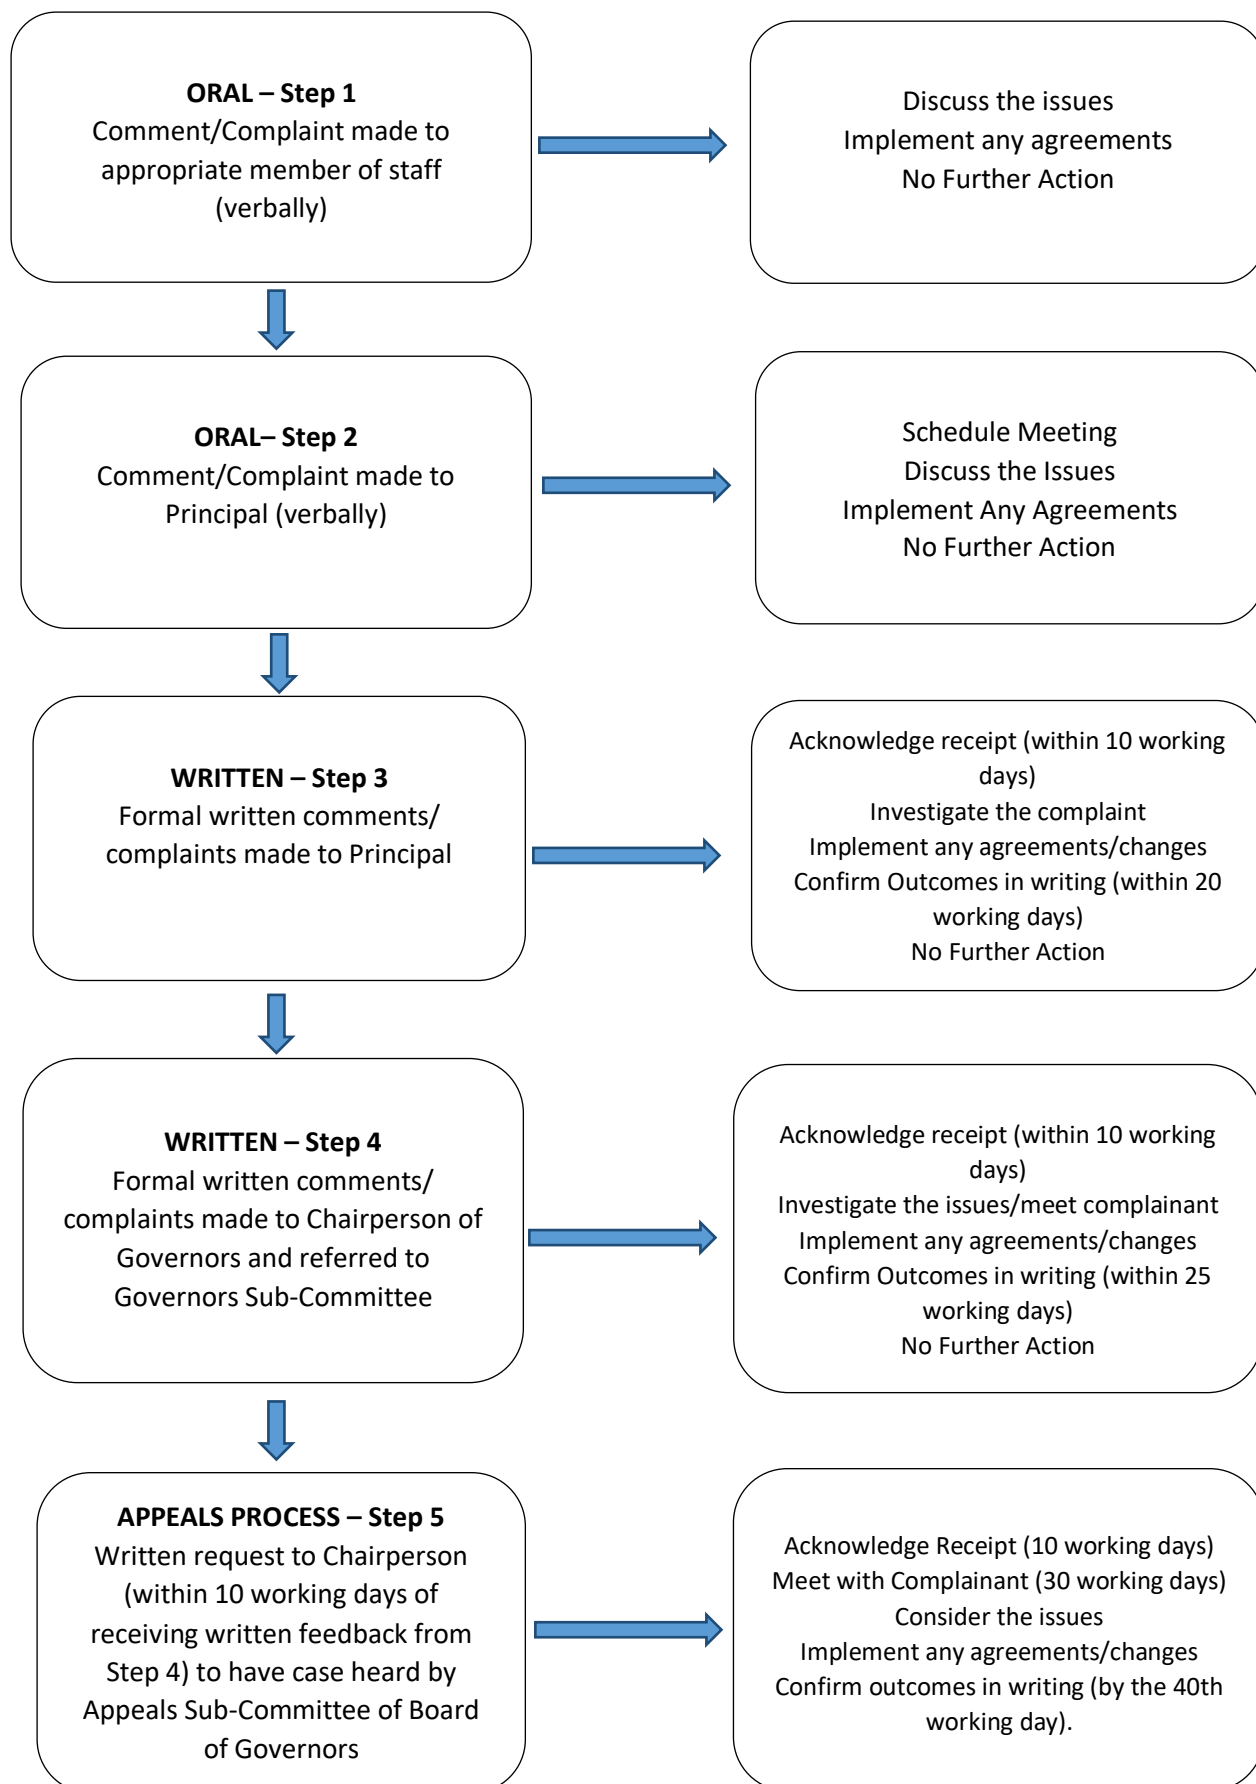 ORAL – Step 1
Comment/Complaint made to
appropriate member of staff
(verbally)
Discuss the issues
Implement any agreements
No Further Action
ORAL– Step 2
Comment/Complaint made to
Principal (verbally)
Schedule Meeting
Discuss the Issues
Implement Any Agreements
No Further Action
WRITTEN – Step 3
Formal written comments/
complaints made to Principal
Acknowledge receipt (within 10 working
days)
Investigate the complaint
Implement any agreements/changes
Confirm Outcomes in writing (within 20
working days)
No Further Action
WRITTEN – Step 4
Formal written comments/
complaints made to Chairperson of
Governors and referred to
Governors Sub-Committee
Acknowledge receipt (within 10 working
days)
Investigate the issues/meet complainant
Implement any agreements/changes
Confirm Outcomes in writing (within 25
working days)
No Further Action
APPEALS PROCESS – Step 5
Written request to Chairperson
(within 10 working days of
receiving written feedback from
Step 4) to have case heard by
Appeals Sub-Committee of Board
of Governors
Acknowledge Receipt (10 working days)
Meet with Complainant (30 working days)
Consider the issues
Implement any agreements/changes
Confirm outcomes in writing (by the 40th
working day).